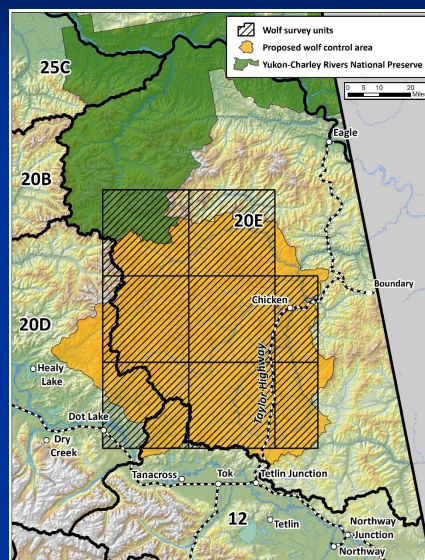 Wolf survey units
Proposed wolf control area
Yukon-Charley Rivers National Preserve
0 5 10 20
Miles
25C
Eagle
20B
20E
Boundary
Chicken
20D
Taylor Highway
Healy
Lake
Dot Lake
Dry
Creek
Tanacross
Tok
Tetlin Junction
12
Tetlin
Northway
Junction
Northway